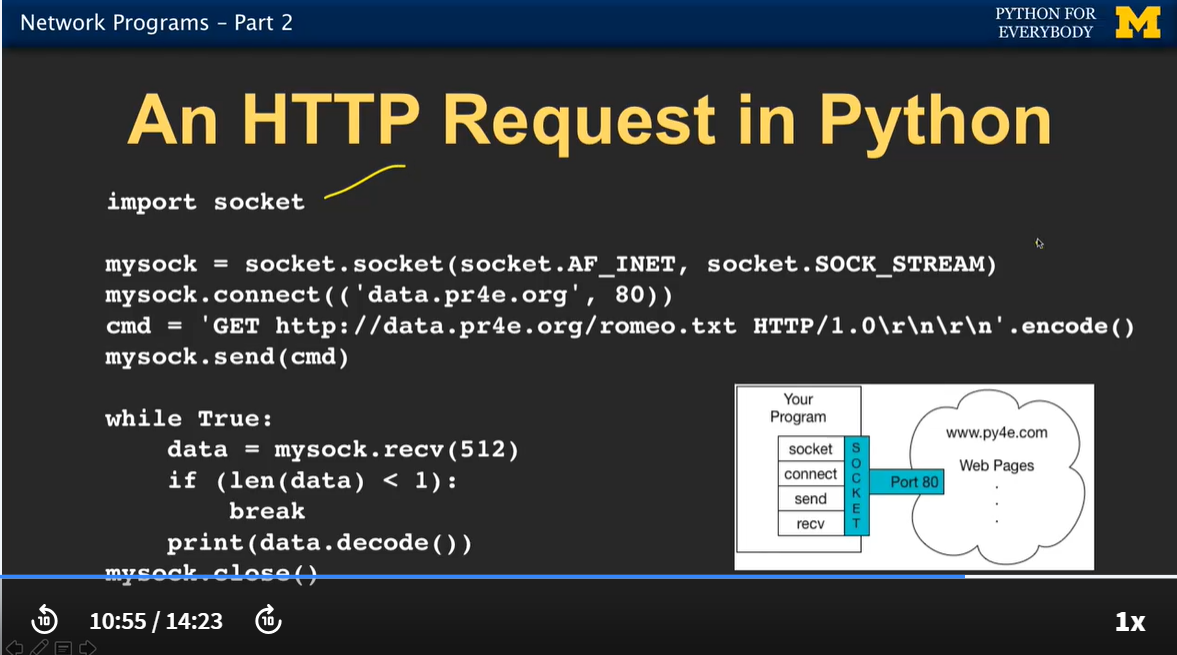 Network Programs – Part 2
PYTHON FOR
EVERYBODY
M
An HTTP Request in Python
import socket
mysock = socket.socket(socket.AF_INET, socket.SOCK_STREAM)
mysock.connect(('data.pr4e.org', 80))
cmd = 'GET http://data.pr4e.org/romeo.txt HTTP/1.0\r\n\r\n'.encode()
mysock.send(cmd)
while True:
    data = mysock.recv(512)
    if (len(data) < 1):
        break
    print(data.decode())
mysock.close()
Your
Program
socket
connect
send
recv
SOCKET
Port 80
www.py4e.com
Web Pages
.
.
.
10
10:55 / 14:23
10
1x